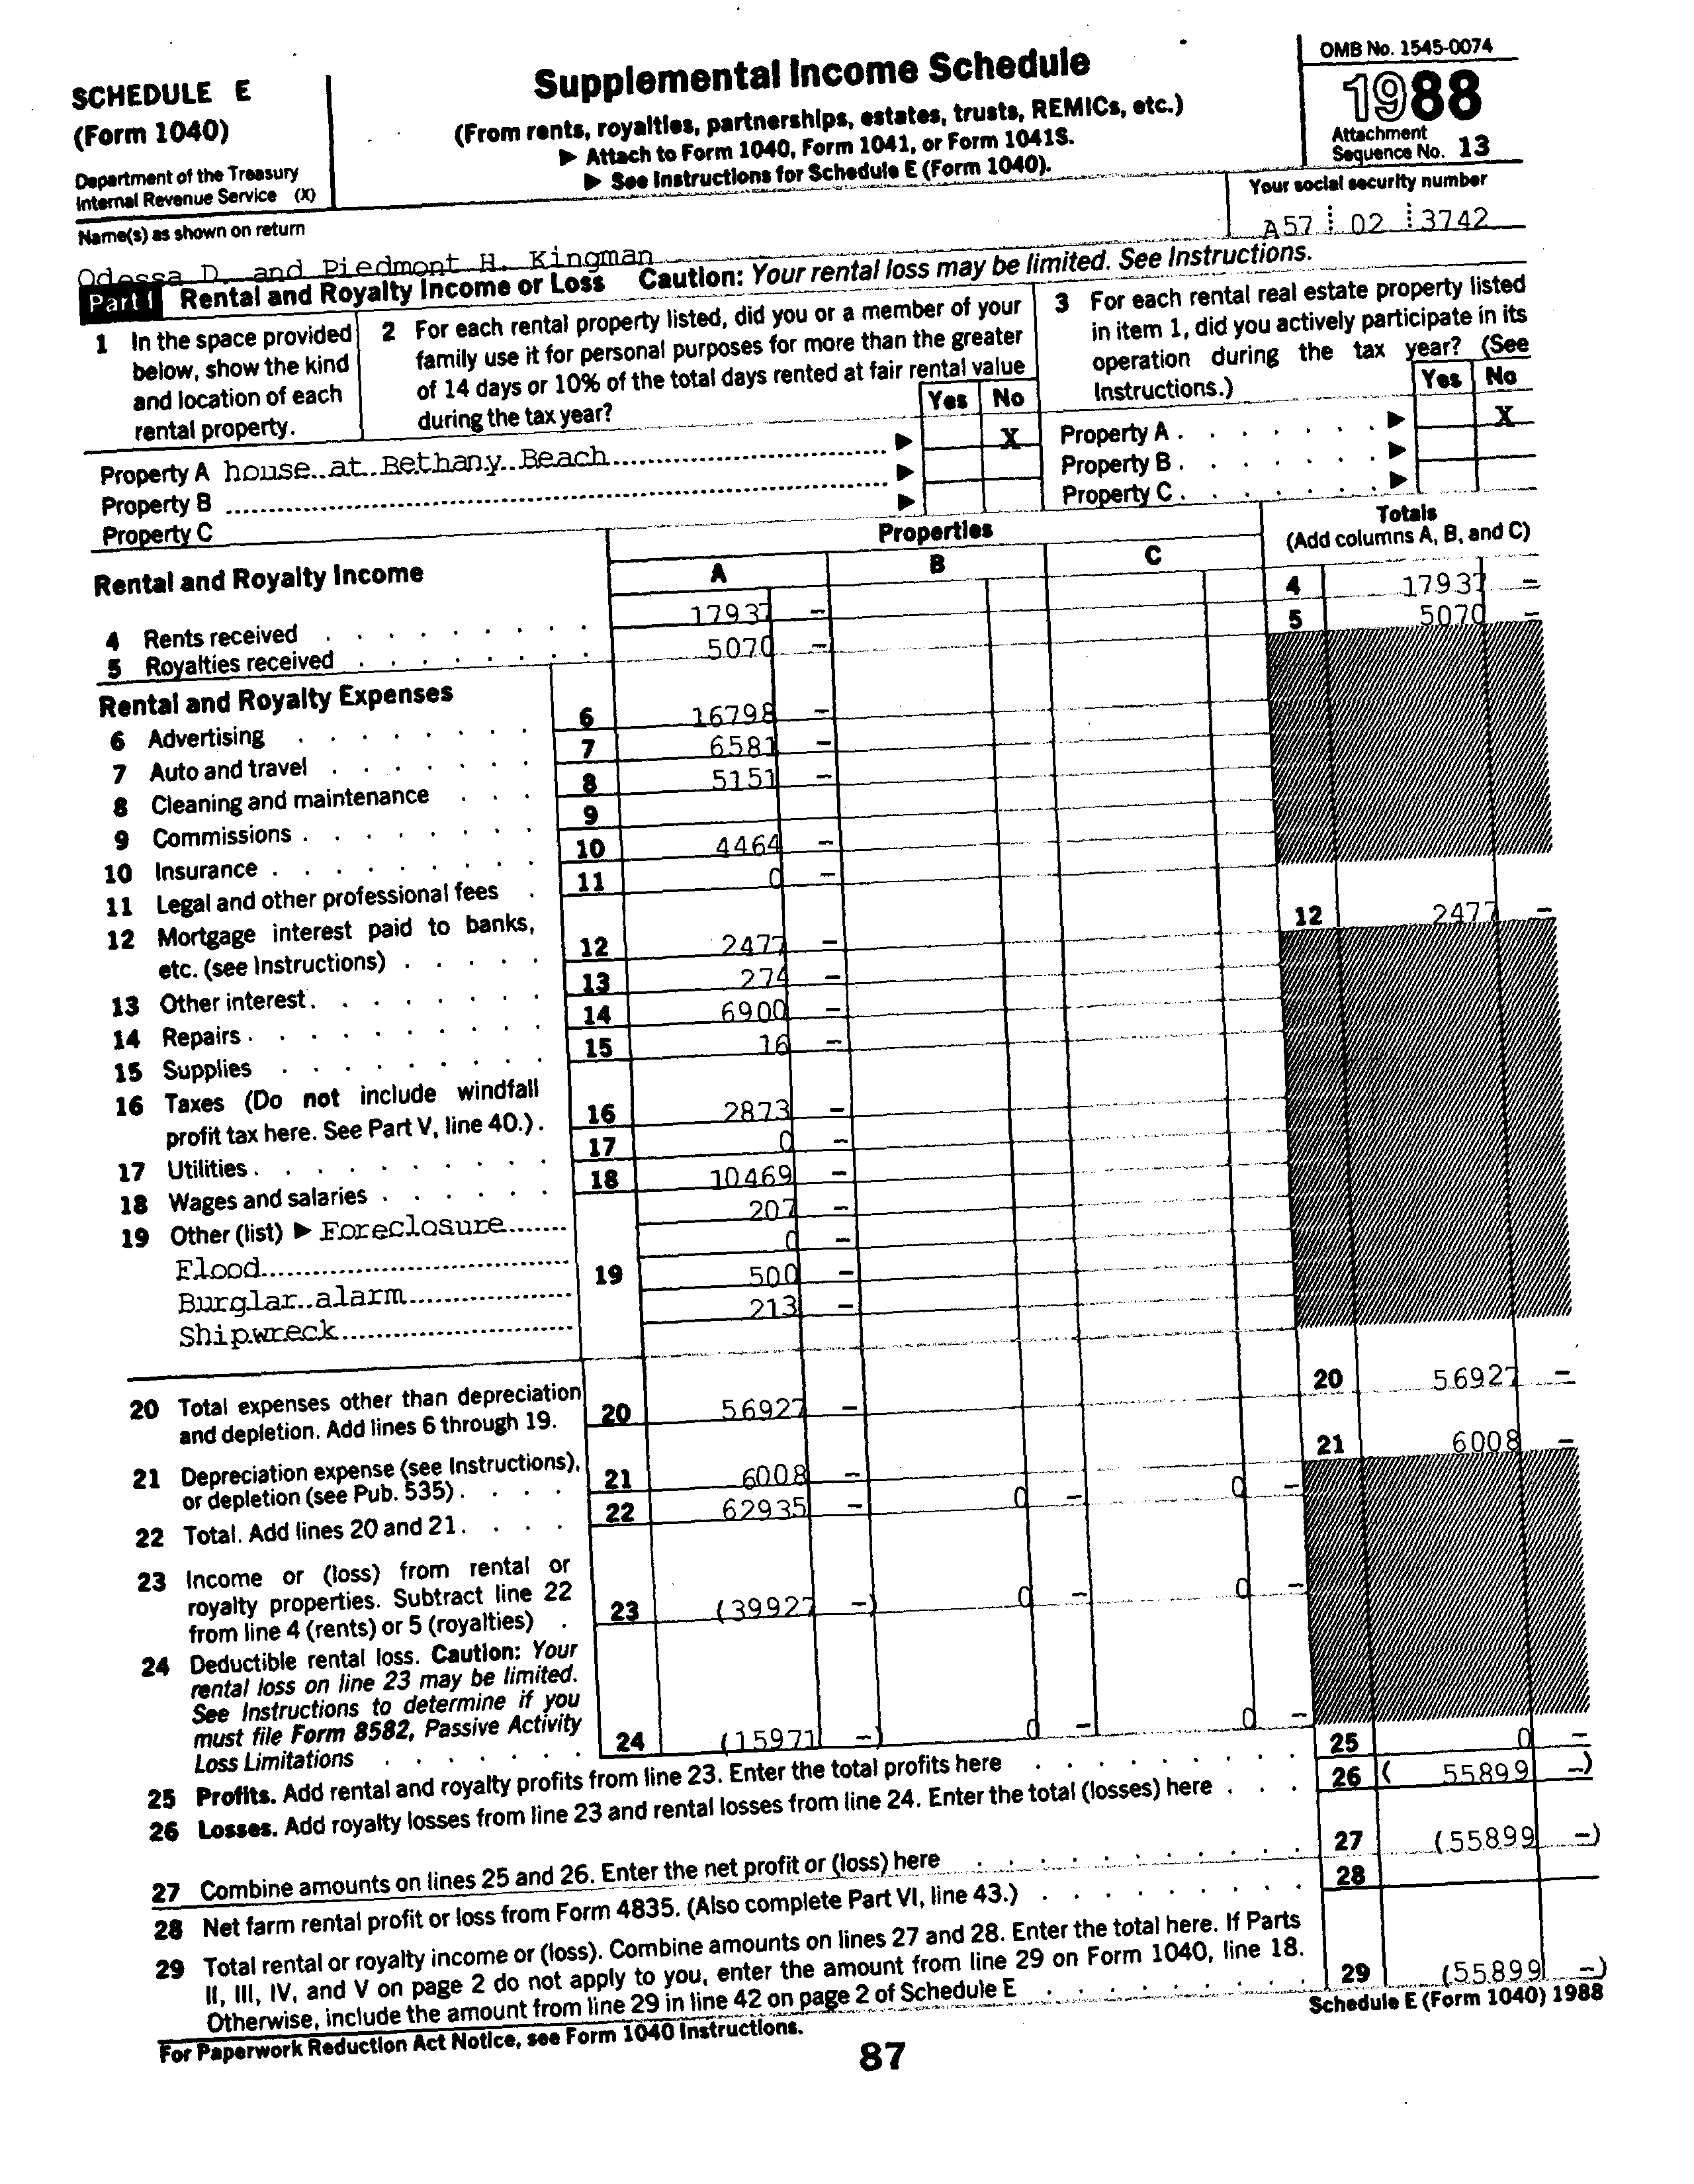 SCHEDULE E
(Form 1040)
Department of the Treasury
Internal Revenue Service (X)
Supplemental Income Schedule
(From rents, royalties, partnerships, estates, trusts, REMICs, etc.)
▶ Attach to Form 1040, Form 1041, or Form 1041S.
▶ See Instructions for Schedule E (Form 1040).
OMB No. 1545-0074
1988
Attachment
Sequence No. 13
Name(s) as shown on return
Your social security number
Odessa D. and Piedmont H. Kingman
A57 02 3742
Part I Rental and Royalty Income or Loss Caution: Your rental loss may be limited. See Instructions.
1 In the space provided
below, show the kind
and location of each
rental property.
2 For each rental property listed, did you or a member of your
family use it for personal purposes for more than the greater
of 14 days or 10% of the total days rented at fair rental value
during the tax year?
Yes No
3 For each rental real estate property listed
in item 1, did you actively participate in its
operation during the tax year? (See
Instructions.)
Yes No
Property A house at Bethany Beach ▶ X
Property B ▶
Property C ▶
Property A . . . . . . . ▶ X
Property B . . . . . . . ▶
Property C . . . . . . . ▶
Properties
Totals
(Add columns A, B, and C)
Rental and Royalty Income
A B C
4 Rents received . . . . . . . . . 17937 – 4 17937 –
5 Royalties received . . . . . . . . 5070 – 5 5070 –
Rental and Royalty Expenses
6 Advertising . . . . . . . . 6 16798 –
7 Auto and travel . . . . . . . 7 6581 –
8 Cleaning and maintenance . . . 8 5151 –
9 Commissions . . . . . . . . 9
10 Insurance . . . . . . . . . 10 4464 –
11 Legal and other professional fees . 11 0 –
12 Mortgage interest paid to banks,
etc. (see Instructions) . . . . . 12 2477 – 12 2477 –
13 Other interest . . . . . . . . 13 274 –
14 Repairs . . . . . . . . . . 14 6900 –
15 Supplies . . . . . . . . . 15 16 –
16 Taxes (Do not include windfall
profit tax here. See Part V, line 40.) . 16 2873 –
17 Utilities . . . . . . . . . . 17 0 –
18 Wages and salaries . . . . . . 18 10469 –
19 Other (list) ▶ Foreclosure 207 –
Flood 0 –
Burglar alarm 19 500 –
Shipwreck 213 –
20 Total expenses other than depreciation
and depletion. Add lines 6 through 19. 20 56927 – 20 56927 –
21 Depreciation expense (see Instructions),
or depletion (see Pub. 535) . . . . 21 6008 – 21 6008 –
22 Total. Add lines 20 and 21. . . . . 22 62935 – 0 – 0 –
23 Income or (loss) from rental or
royalty properties. Subtract line 22
from line 4 (rents) or 5 (royalties) . 23 (39927 –) 0 – 0 –
24 Deductible rental loss. Caution: Your
rental loss on line 23 may be limited.
See Instructions to determine if you
must file Form 8582, Passive Activity
Loss Limitations . . . . . . . 24 (15971 –) 0 – 0 –
25 Profits. Add rental and royalty profits from line 23. Enter the total profits here . . . . . . . . 25 0 –
26 Losses. Add royalty losses from line 23 and rental losses from line 24. Enter the total (losses) here . . . 26 ( 55899 –)
27 Combine amounts on lines 25 and 26. Enter the net profit or (loss) here . . . . . . . . . . . 27 (55899 –)
28 Net farm rental profit or loss from Form 4835. (Also complete Part VI, line 43.) . . . . . . . . . 28
29 Total rental or royalty income or (loss). Combine amounts on lines 27 and 28. Enter the total here. If Parts
II, III, IV, and V on page 2 do not apply to you, enter the amount from line 29 on Form 1040, line 18.
Otherwise, include the amount from line 29 in line 42 on page 2 of Schedule E . . . . . . . . . 29 (55899 –)
For Paperwork Reduction Act Notice, see Form 1040 Instructions.
Schedule E (Form 1040) 1988
87